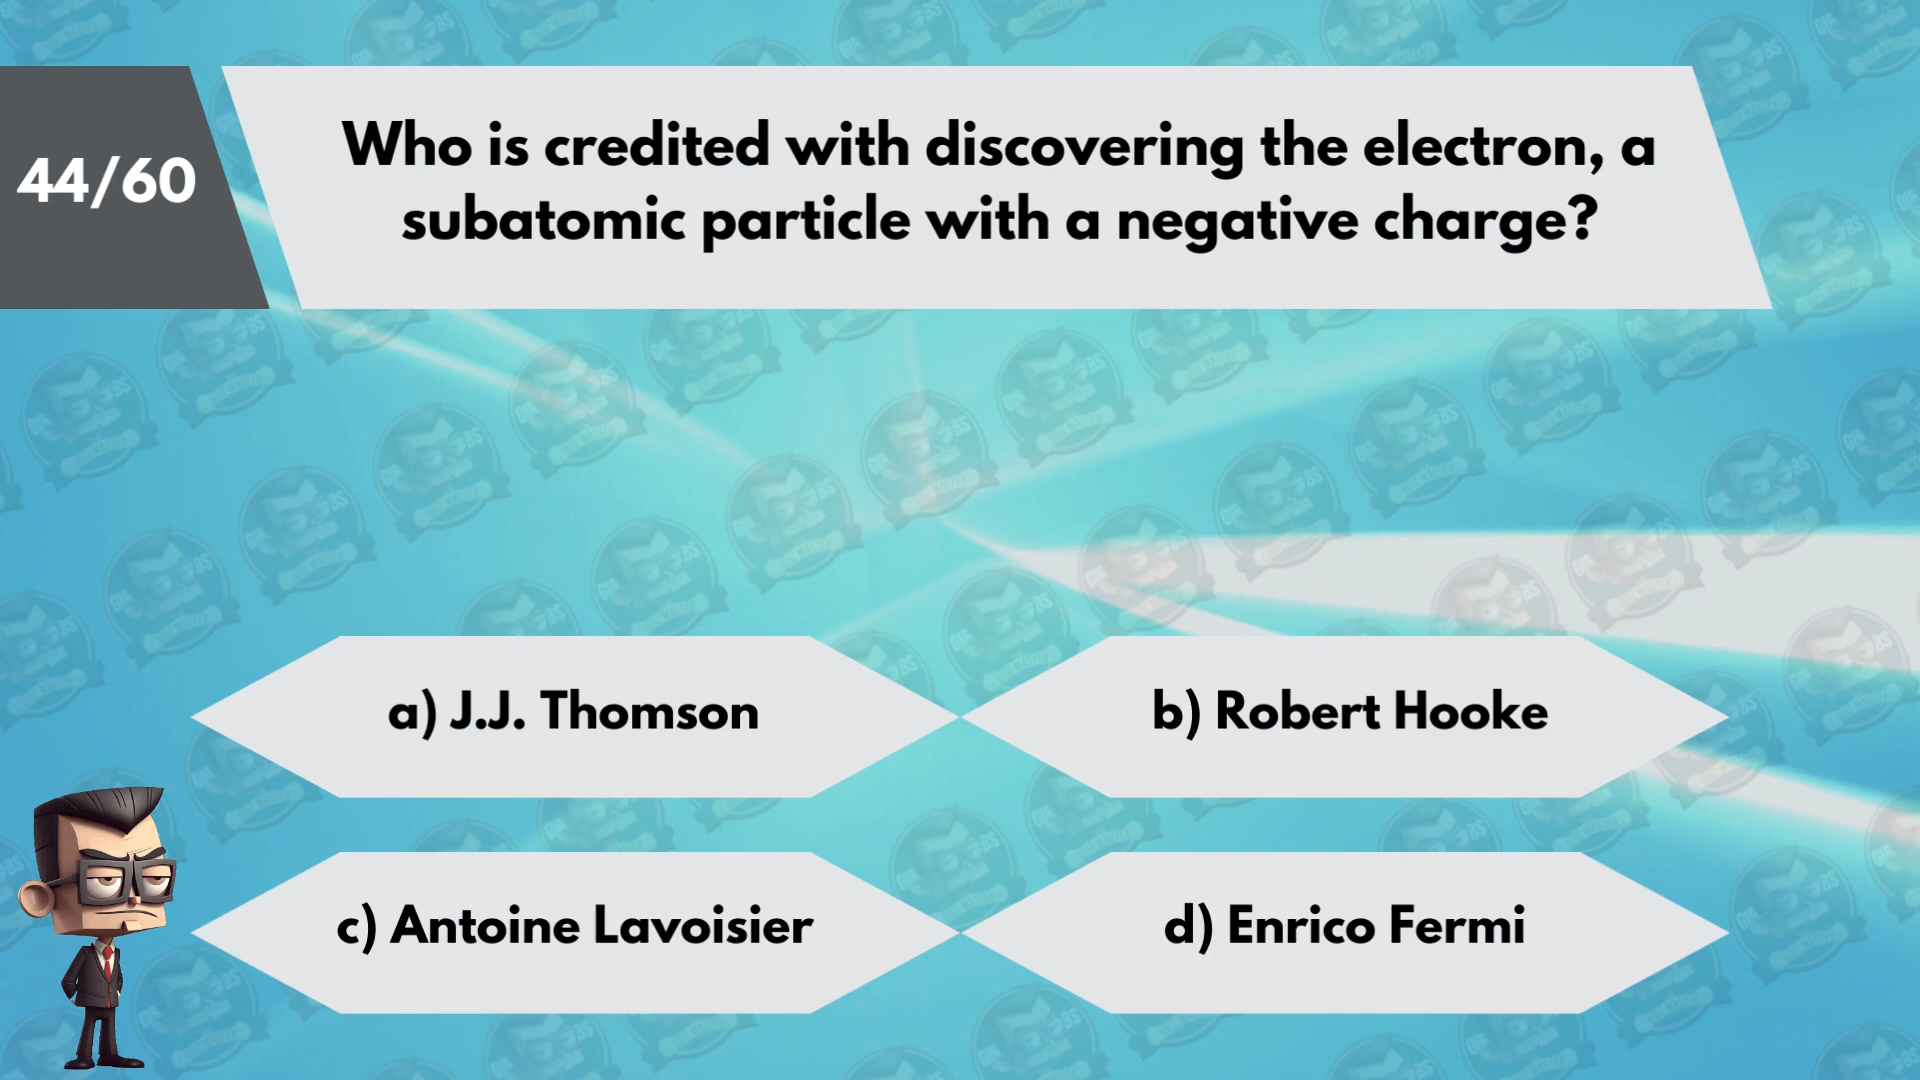 44/60
Who is credited with discovering the electron, a
subatomic particle with a negative charge?
a) J.J. Thomson
b) Robert Hooke
c) Antoine Lavoisier
d) Enrico Fermi